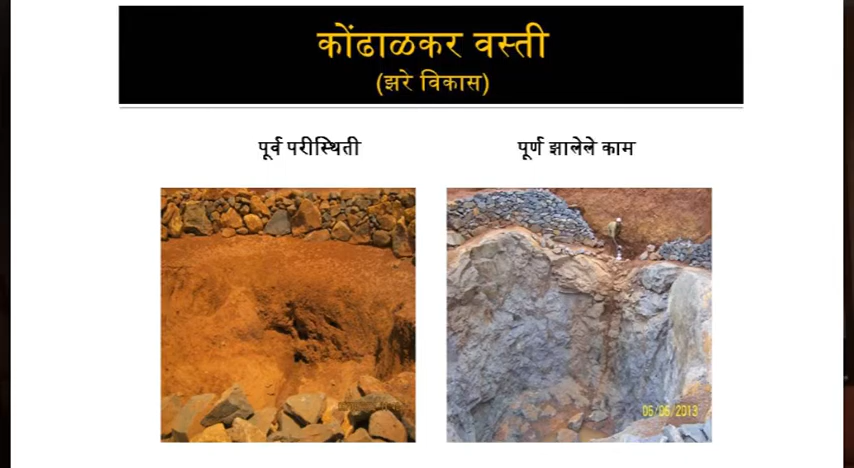 कोंढाळकर वस्ती
(झरे विकास)
पूर्व परीस्थिती
पूर्ण झालेले काम
06/06/2013